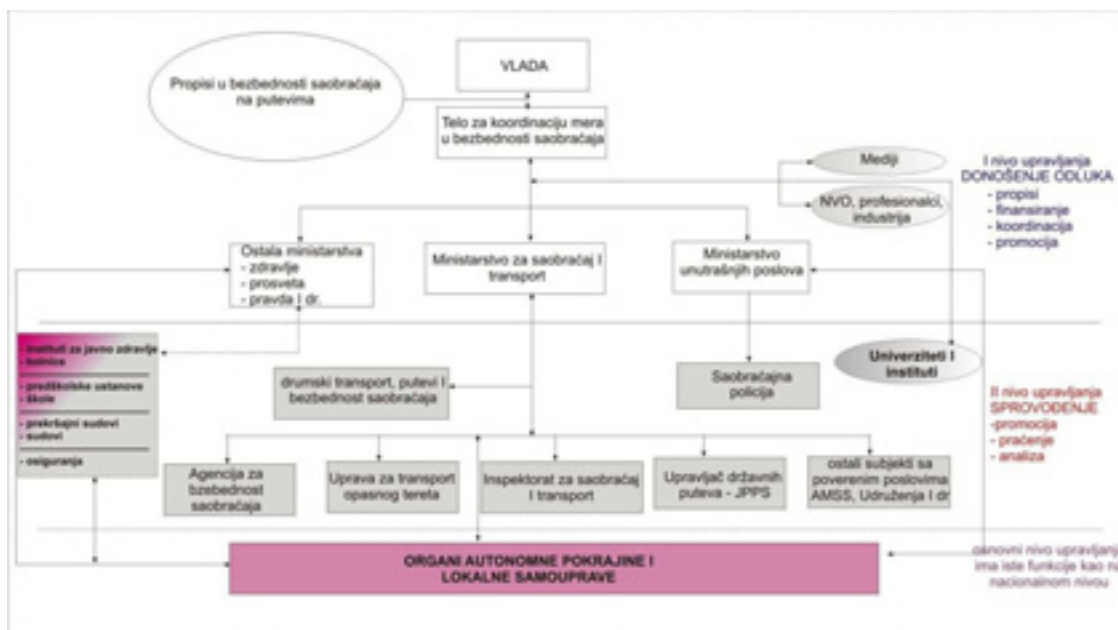 VLADA
Propisi u bezbednosti saobraćaja
na putevima
Telo za koordinaciju mera
u bezbednosti saobraćaja
Mediji
NVO, profesionalci,
industrija
I nivo upravljanja
DONOŠENJE ODLUKA
- propisi
- finansiranje
- koordinacija
- promocija
Ostala ministarstva
- zdravlje
- prosveta
- pravda I dr.
Ministarstvo za saobraćaj I
transport
Ministarstvo
unutrašnjih poslova
- instituti za javno zdravlje
- bolnice
- predškolske ustanove
- škole
- prekršajni sudovi
- sudovi
- osiguranja
drumski transport, putevi I
bezbednost saobraćaja
Saobraćajna
policija
Univerziteti I
instituti
II nivo upravljanja
SPROVOĐENJE
-promocija
- praćenje
- analiza
Agencija za
bzebednost
saobraćaja
Uprava za transport
opasnog tereta
Inspektorat za saobraćaj
I transport
Upravljač državnih
puteva - JPPS
ostali subjekti sa
poverenim poslovima
AMSS, Udruženja I dr
ORGANI AUTONOMNE POKRAJINE I
LOKALNE SAMOUPRAVE
osnovni nivo upravljanj
ima iste funkcije kao na
nacionalnom nivou